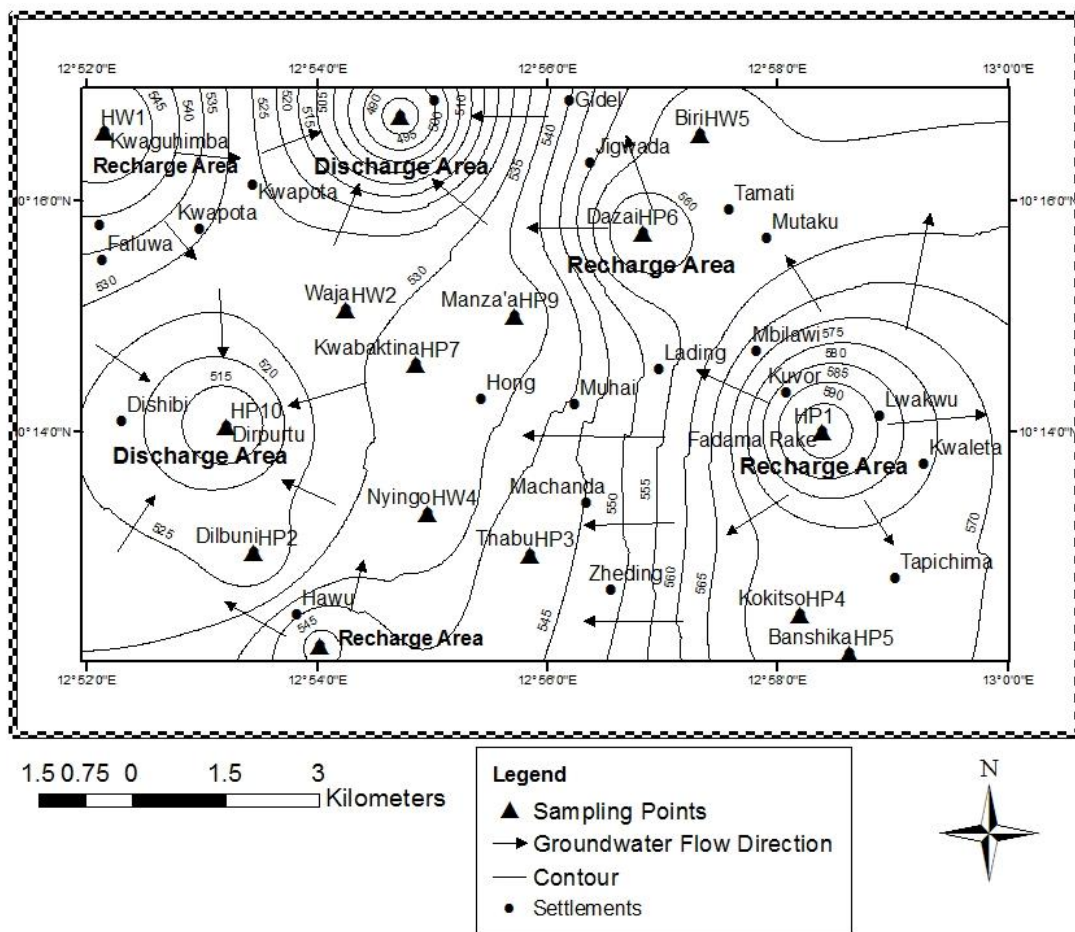 12°52'0"E 12°54'0"E 12°56'0"E 12°58'0"E 13°0'0"E
545
540
535
525
520
515
505
490
495
500
510
Gidel
HW1
Kwaguhimba
Recharge Area
Discharge Area
BiriHW5
540
535
Jigwada
Kwapota
0°16'0"N
10°16'0"N
Kwapota
Faluwa
530
560
DazaiHP6
Recharge Area
Tamati
Mutaku
530
WajaHW2
Manza'aHP9
KwabaktinaHP7
Mbilawi
575
580
585
590
Lading
Kuvor
520
515
Hong
Muhai
Lwakwu
Dishibi
HP10
Dirpurtu
Discharge Area
HP1
Fadama Rake
Recharge Area
Kwaleta
0°14'0"N
10°14'0"N
NyingoHW4
Machanda
550
555
570
525
DilbuniHP2
ThabuHP3
560
565
Tapichima
Zheding
Hawu
545
Recharge Area
545
KokitsoHP4
BanshikaHP5
12°52'0"E 12°54'0"E 12°56'0"E 12°58'0"E 13°0'0"E
1.5 0.75 0 1.5 3
Kilometers
Legend
Sampling Points
Groundwater Flow Direction
Contour
Settlements
N